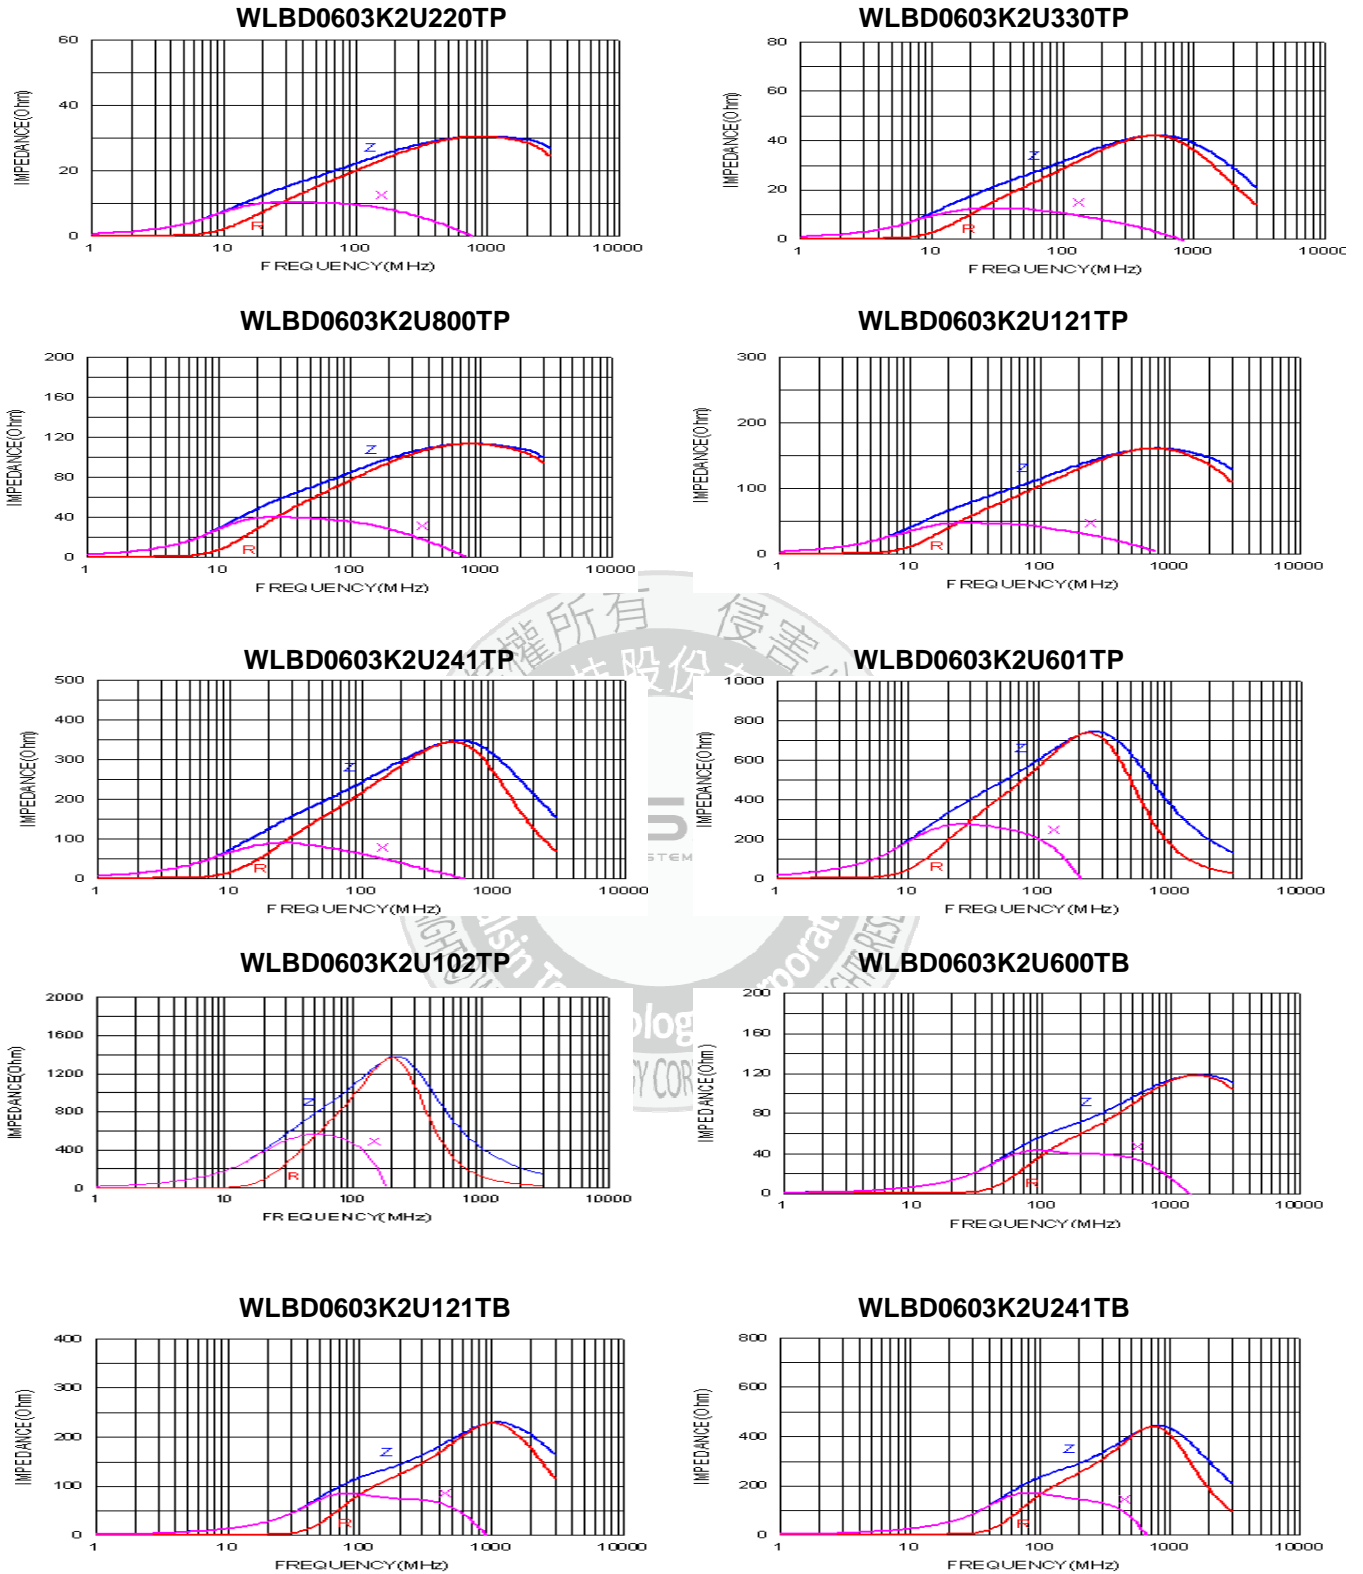 WLBD0603K2U220TP
60
40
20
0
IMPEDANCE(Ohm)
Z
X
R
1
10
100
1000
10000
FREQUENCY(MHz)
WLBD0603K2U330TP
80
60
40
20
0
IMPEDANCE(Ohm)
Z
X
R
1
10
100
1000
10000
FREQUENCY(MHz)
WLBD0603K2U800TP
200
160
120
80
40
0
IMPEDANCE(Ohm)
Z
X
R
1
10
100
1000
10000
FREQUENCY(MHz)
WLBD0603K2U121TP
300
200
100
0
IMPEDANCE(Ohm)
Z
X
R
1
10
100
1000
10000
FREQUENCY(MHz)
權所有 侵害
股份
WLBD0603K2U241TP
500
400
300
200
100
0
IMPEDANCE(Ohm)
Z
X
R
1
10
100
1000
10000
FREQUENCY(MHz)
WLBD0603K2U601TP
1000
800
600
400
200
0
IMPEDANCE(Ohm)
Z
X
R
1
10
100
1000
10000
FREQUENCY(MHz)
WLBD0603K2U102TP
2000
1600
1200
800
400
0
IMPEDANCE(Ohm)
Z
X
R
1
10
100
1000
10000
FREQUENCY(MHz)
WLBD0603K2U600TB
200
160
120
80
40
0
IMPEDANCE(Ohm)
Z
X
R
1
10
100
1000
10000
FREQUENCY(MHz)
WLBD0603K2U121TB
400
300
200
100
0
IMPEDANCE(Ohm)
Z
X
R
1
10
100
1000
10000
FREQUENCY(MHz)
WLBD0603K2U241TB
800
600
400
200
0
IMPEDANCE(Ohm)
Z
X
R
1
10
100
1000
10000
FREQUENCY(MHz)